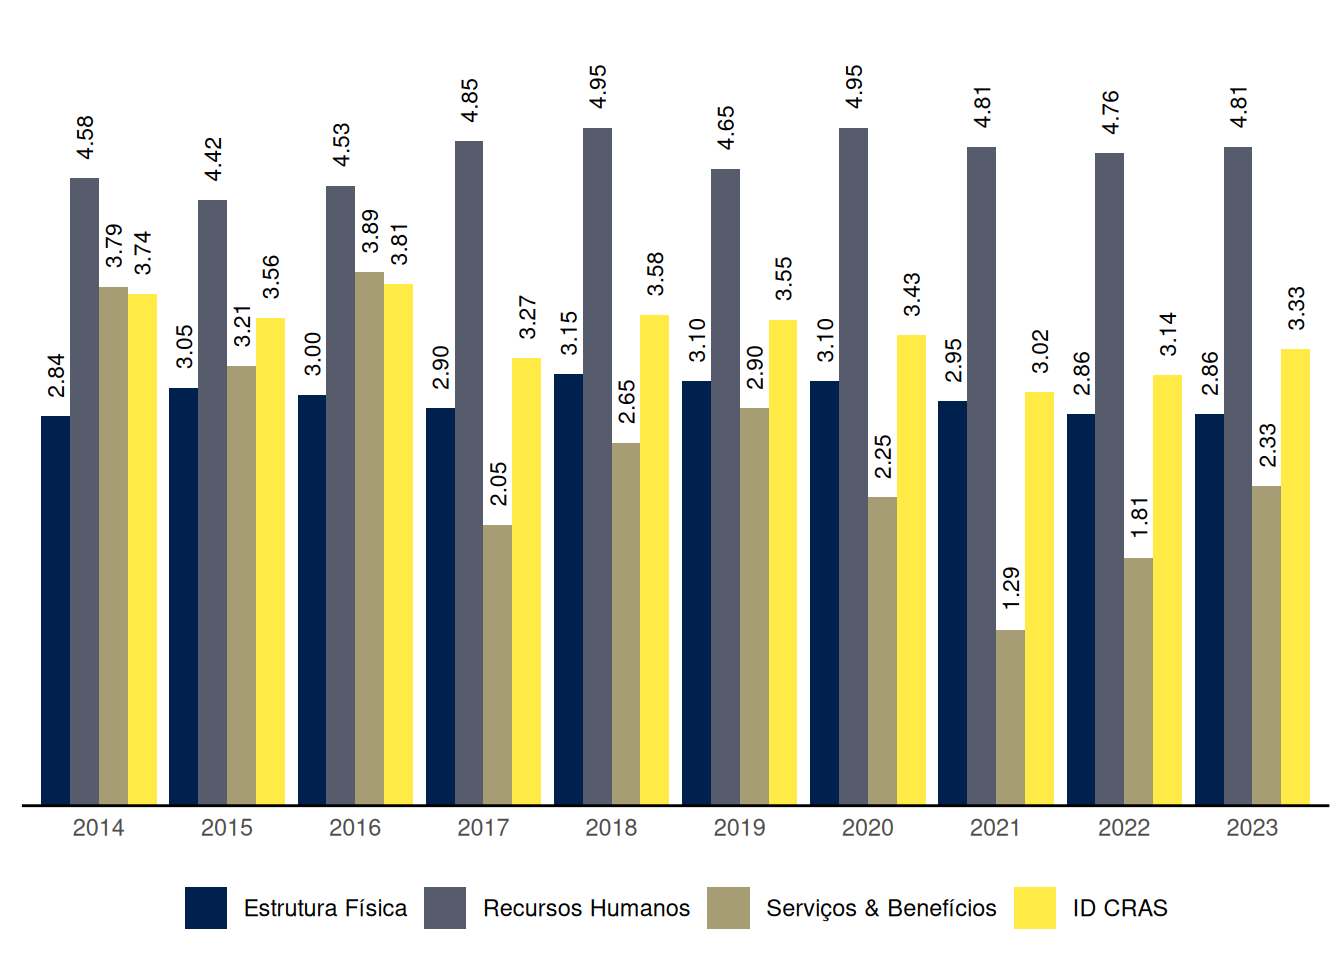 2.84 4.58 3.79 3.74
3.05 4.42 3.21 3.56
3.00 4.53 3.89 3.81
2.90 4.85 2.05 3.27
3.15 4.95 2.65 3.58
3.10 4.65 2.90 3.55
3.10 4.95 2.25 3.43
2.95 4.81 1.29 3.02
2.86 4.76 1.81 3.14
2.86 4.81 2.33 3.33
2014 2015 2016 2017 2018 2019 2020 2021 2022 2023
Estrutura Física Recursos Humanos Serviços & Benefícios ID CRAS